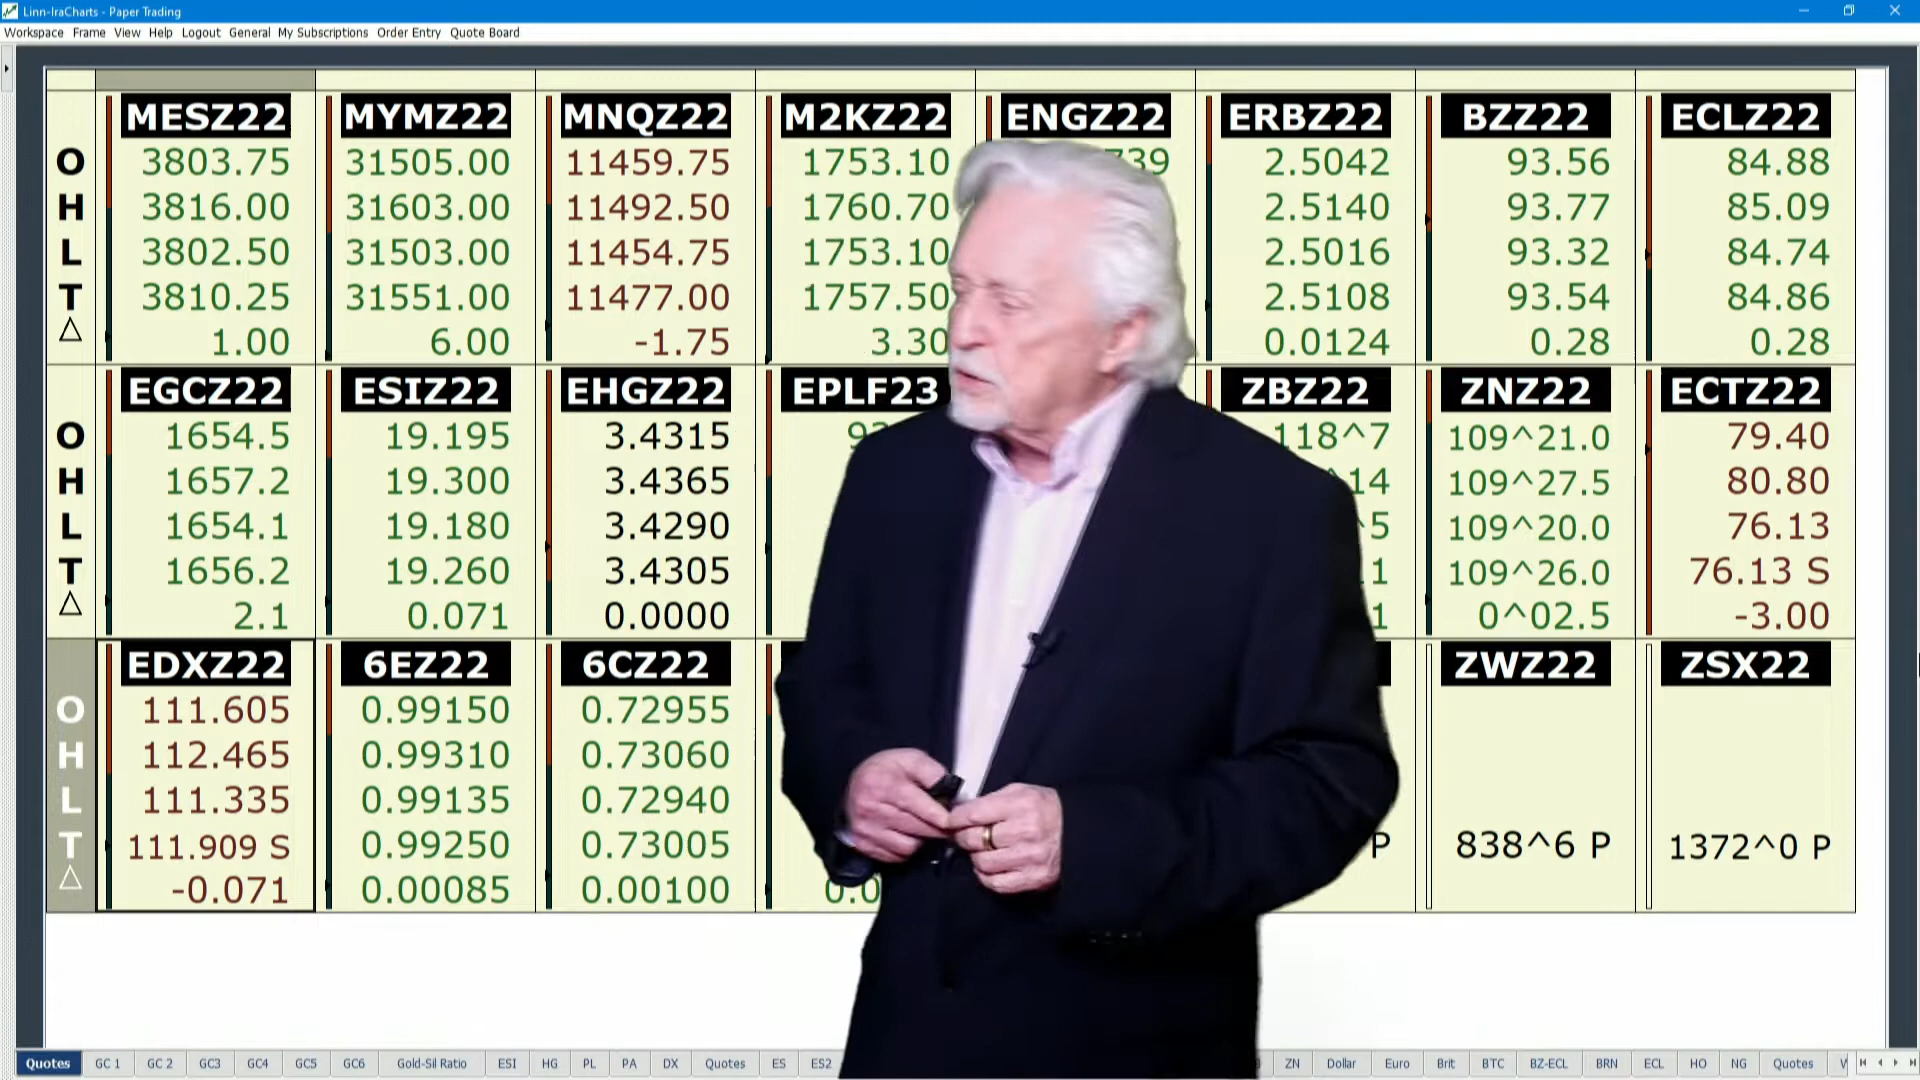 Linn-IraCharts - Paper Trading
Workspace Frame View Help Logout General My Subscriptions Order Entry Quote Board
MESZ22 MYMZ22 MNQZ22 M2KZ22 ENGZ22 ERBZ22 BZZ22 ECLZ22
O 3803.75 31505.00 11459.75 1753.10 739 2.5042 93.56 84.88
H 3816.00 31603.00 11492.50 1760.70 2.5140 93.77 85.09
L 3802.50 31503.00 11454.75 1753.10 2.5016 93.32 84.74
T 3810.25 31551.00 11477.00 1757.50 2.5108 93.54 84.86
△ 1.00 6.00 -1.75 3.30 0.0124 0.28 0.28
EGCZ22 ESIZ22 EHGZ22 EPLF23 ZBZ22 ZNZ22 ECTZ22
O 1654.5 19.195 3.4315 118^7 109^21.0 79.40
H 1657.2 19.300 3.4365 14 109^27.5 80.80
L 1654.1 19.180 3.4290 ^5 109^20.0 76.13
T 1656.2 19.260 3.4305 1 109^26.0 76.13 S
△ 2.1 0.071 0.0000 1 0^02.5 -3.00
EDXZ22 6EZ22 6CZ22 ZWZ22 ZSX22
O 111.605 0.99150 0.72955
H 112.465 0.99310 0.73060
L 111.335 0.99135 0.72940
T 111.909 S 0.99250 0.73005 P 838^6 P 1372^0 P
△ -0.071 0.00085 0.00100 0.0
Quotes GC 1 GC 2 GC3 GC4 GC5 GC6 Gold-Sil Ratio ESI HG PL PA DX Quotes ES ES2 ZN Dollar Euro Brit BTC BZ-ECL BRN ECL HO NG Quotes